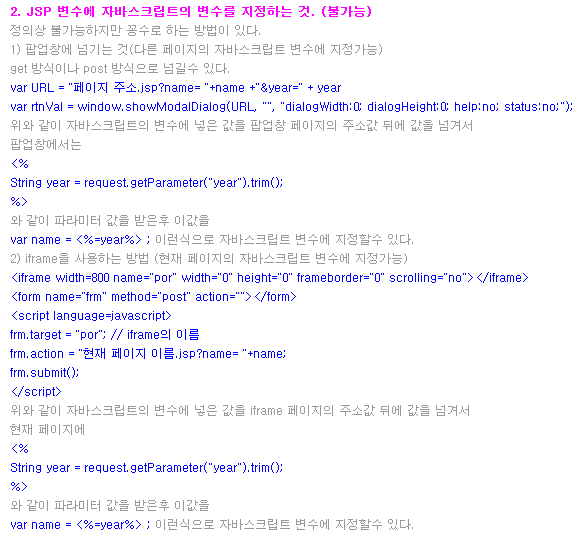 2. JSP 변수에 자바스크립트의 변수를 지정하는 것. (불가능)
정의상 불가능하지만 꽁수로 하는 방법이 있다.
1) 팝업창에 넘기는 것(다른 페이지의 자바스크립트 변수에 지정가능)
get 방식이나 post 방식으로 넘길수 있다.
var URL = "페이지 주소.jsp?name= "+name +"&year=" + year
var rtnVal = window.showModalDialog(URL, "", "dialogWidth:0; dialogHeight:0; help:no; status:no;");
위와 같이 자바스크립트의 변수에 넣은 값을 팝업창 페이지의 주소값 뒤에 값을 넘겨서
팝업창에서는
<%
String year = request.getParameter("year").trim();
%>
와 같이 파라미터 값을 받은후 이값을
var name = <%=year%> ; 이런식으로 자바스크립트 변수에 지정할수 있다.
2) iframe을 사용하는 방법 (현재 페이지의 자바스크립트 변수에 지정가능)
<iframe width=800 name="por" width="0" height="0" frameborder="0" scrolling="no"></iframe>
<form name="frm" method="post" action=""></form>
<script language=javascript>
frm.target = "por"; // iframe의 이름
frm.action = "현재 페이지 이름.jsp?name= "+name;
frm.submit();
</script>
위와 같이 자바스크립트의 변수에 넣은 값을 iframe 페이지의 주소값 뒤에 값을 넘겨서
현재 페이지에
<%
String year = request.getParameter("year").trim();
%>
와 같이 파라미터 값을 받은후 이값을
var name = <%=year%> ; 이런식으로 자바스크립트 변수에 지정할수 있다.